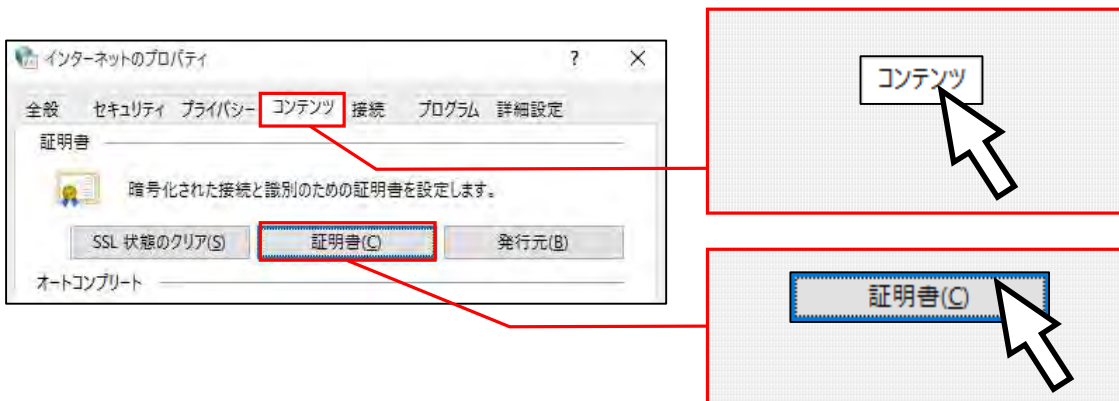 インターネットのプロパティ ? ×
全般 セキュリティ プライバシー コンテンツ 接続 プログラム 詳細設定
証明書
暗号化された接続と識別のための証明書を設定します。
SSL 状態のクリア(S) 証明書(C) 発行元(B)
オートコンプリート
コンテンツ
証明書(C)